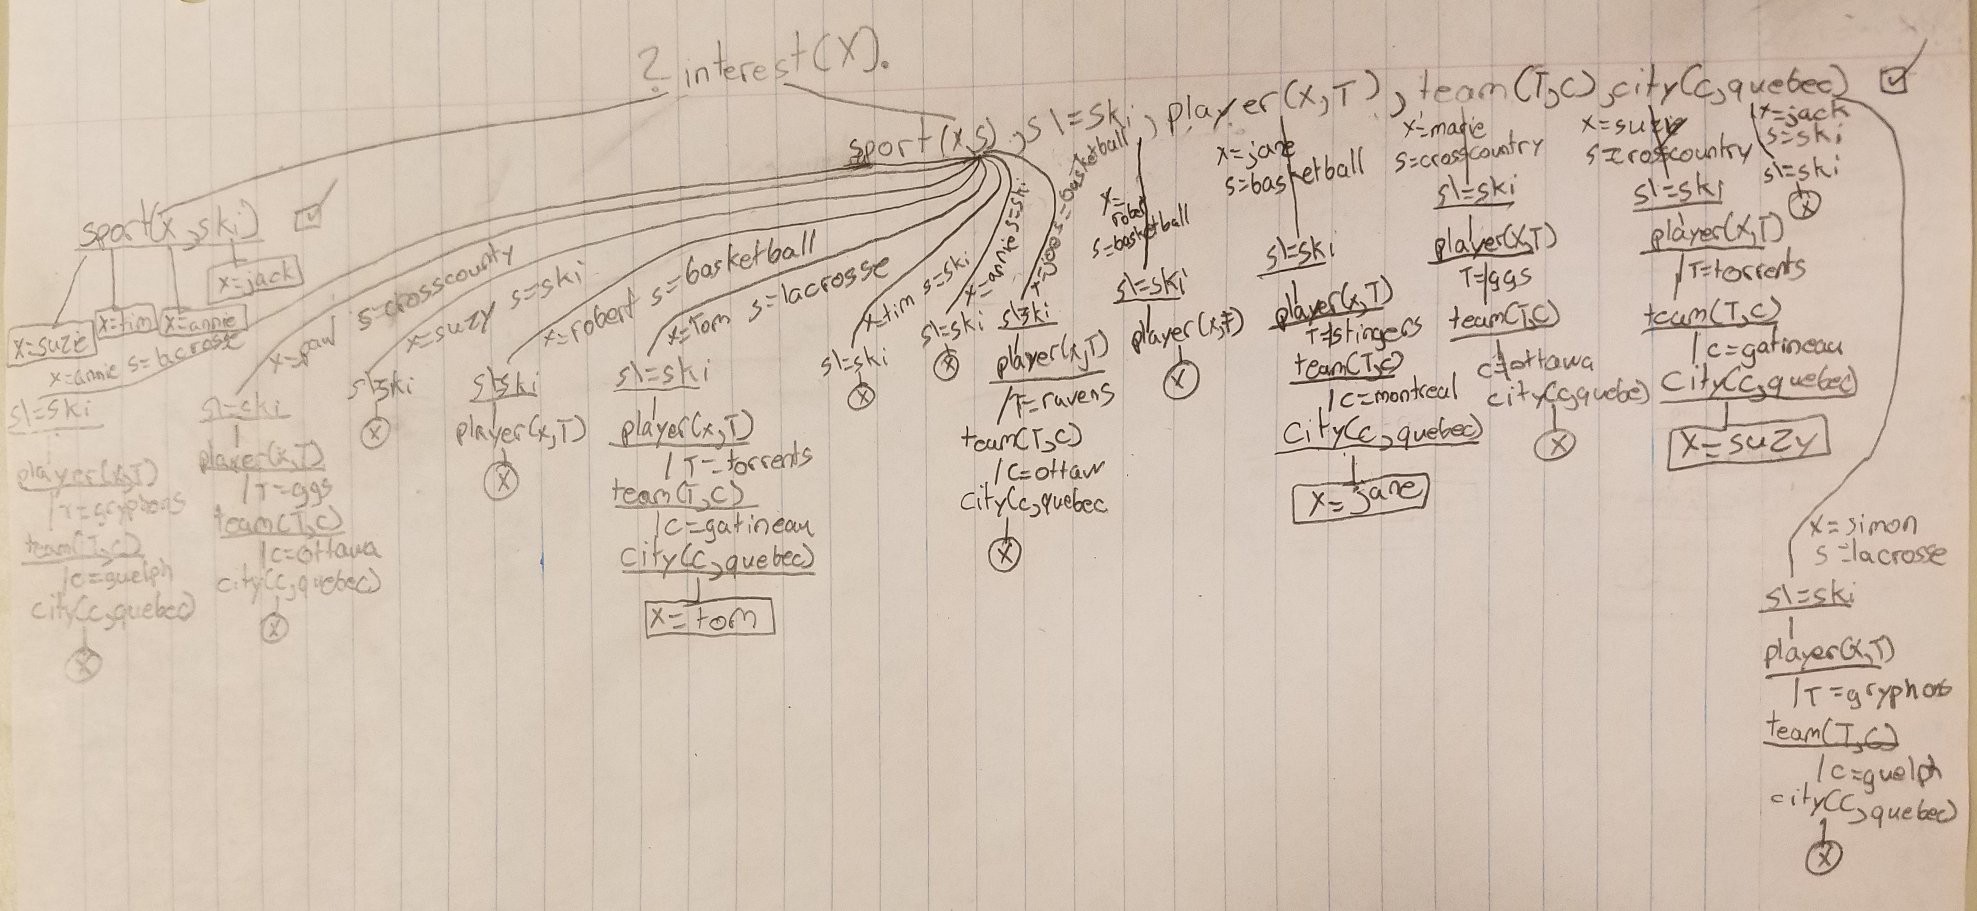 ? interest(X).
sport(x,s) , s\=ski , player(x,T) , team(T,C) , city(C,quebec)
sport(x,ski)
x=suzie
x=tim
x=annie
x=jack
x=annie s=lacrosse
s\=ski
player(x,T)
T=gryphons
team(T,C)
C=guelph
city(C,quebec)
x
x=paul s=crosscounty
s\=ski
player(x,T)
T=ggs
team(T,C)
C=ottawa
city(C,quebec)
x
x=suzy s=ski
s\=ski
x
x=robert s=basketball
s\=ski
player(x,T)
x
x=Tom s=lacrosse
s\=ski
player(x,T)
T=torrents
team(T,C)
C=gatineau
city(C,quebec)
x=tom
x=tim s=ski
s\=ski
x
x=annie s=ski
s\=ski
x
s=basketball
s\=ski
player(x,T)
T=ravens
team(T,C)
C=ottaw
city(C,quebec
x
x=
robert
s=basketball
s\=ski
player(x,T)
x
x=jane
s=basketball
s\=ski
player(x,T)
T=stingers
team(T,C)
C=montreal
city(C,quebec)
x=jane
x=marie
s=crosscountry
s\=ski
player(x,T)
T=ggs
team(T,C)
C=ottawa
city(C,quebec)
x
x=suzy
s=crosscountry
s\=ski
player(x,T)
T=torrents
team(T,C)
C=gatineau
city(C,quebec)
x=suzy
x=jack
s=ski
s\=ski
x
x=simon
s=lacrosse
s\=ski
player(x,T)
T=gryphons
team(T,C)
C=guelph
city(C,quebec)
x